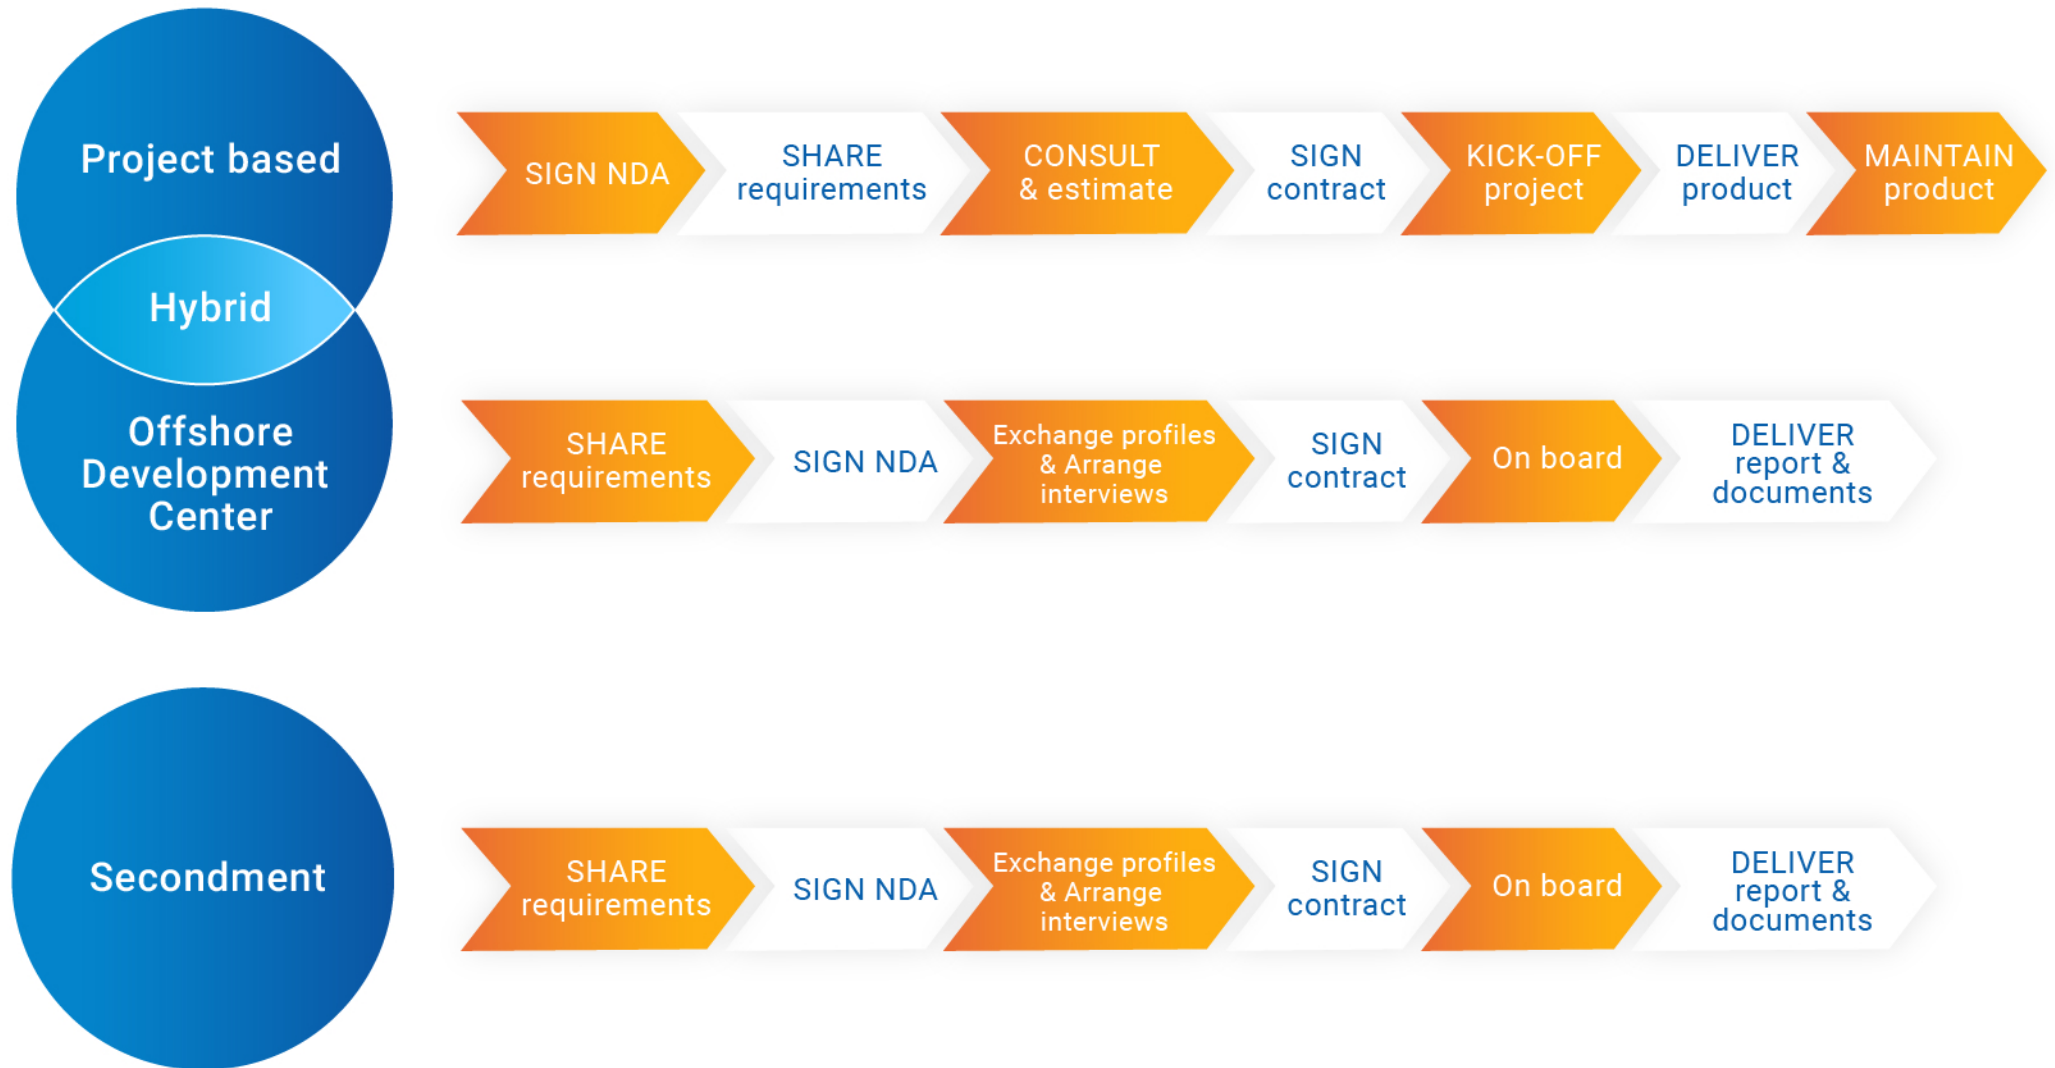 Project based
SIGN NDA
SHARE
requirements
CONSULT
& estimate
SIGN
contract
KICK-OFF
project
DELIVER
product
MAINTAIN
product
Hybrid
Offshore
Development
Center
SHARE
requirements
SIGN NDA
Exchange profiles
& Arrange
interviews
SIGN
contract
On board
DELIVER
report &
documents
Secondment
SHARE
requirements
SIGN NDA
Exchange profiles
& Arrange
interviews
SIGN
contract
On board
DELIVER
report &
documents